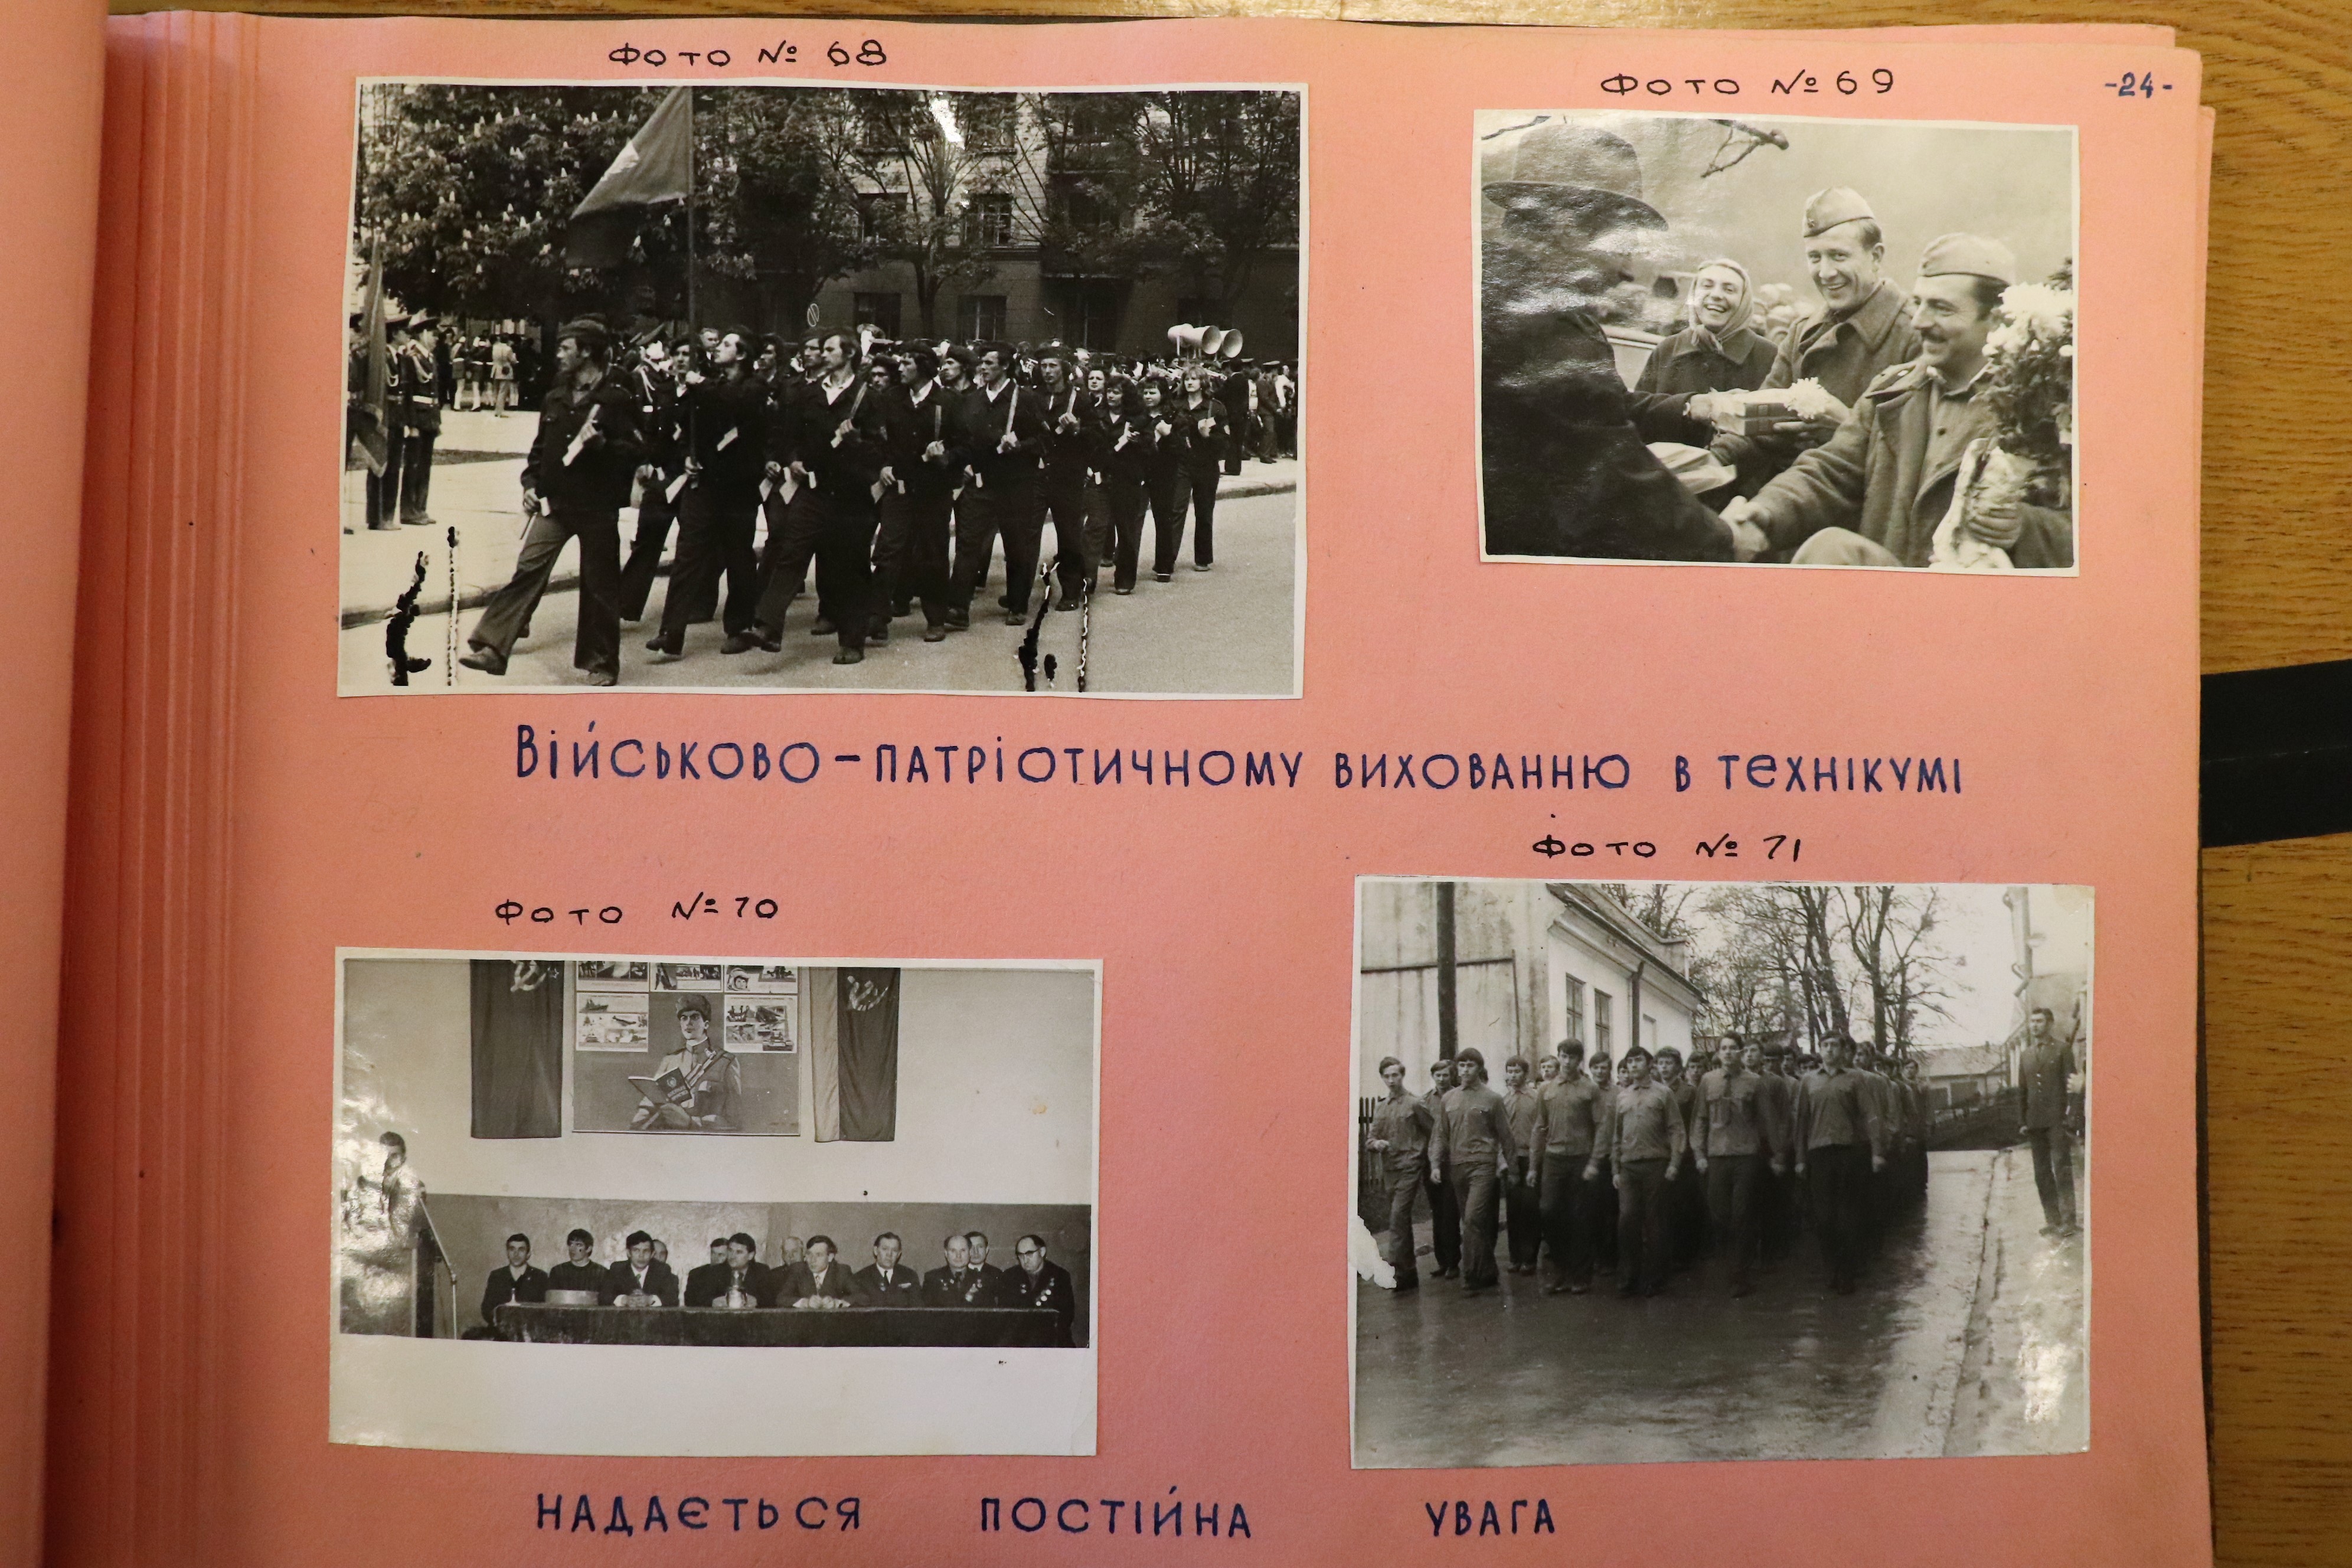 Фото № 68
Фото № 69
-24-
Військово-патріотичному вихованню в технікумі
Фото № 70
Фото № 71
надається постійна увага